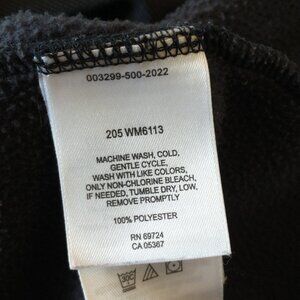 003299-500-2022
205 WM6113
MACHINE WASH, COLD,
GENTLE CYCLE,
WASH WITH LIKE COLORS,
ONLY NON-CHLORINE BLEACH,
IF NEEDED, TUMBLE DRY, LOW,
REMOVE PROMPTLY
100% POLYESTER
RN 69724
CA 05367